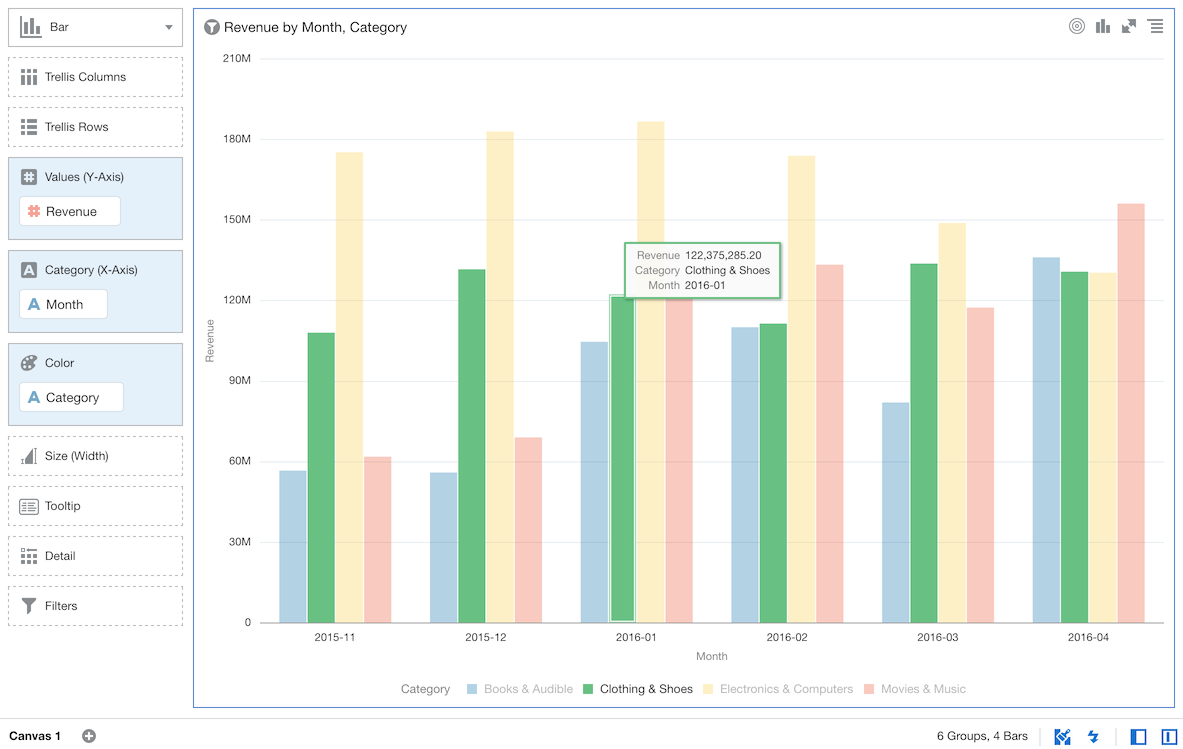 Bar
Trellis Columns
Trellis Rows
Values (Y-Axis)
Revenue
Category (X-Axis)
A Month
Color
A Category
Size (Width)
Tooltip
Detail
Filters
Revenue by Month, Category
210M
180M
150M
120M
90M
60M
30M
0
Revenue
Revenue 122,375,285.20
Category Clothing & Shoes
Month 2016-01
2015-11 2015-12 2016-01 2016-02 2016-03 2016-04
Month
Category Books & Audible Clothing & Shoes Electronics & Computers Movies & Music
Canvas 1
6 Groups, 4 Bars